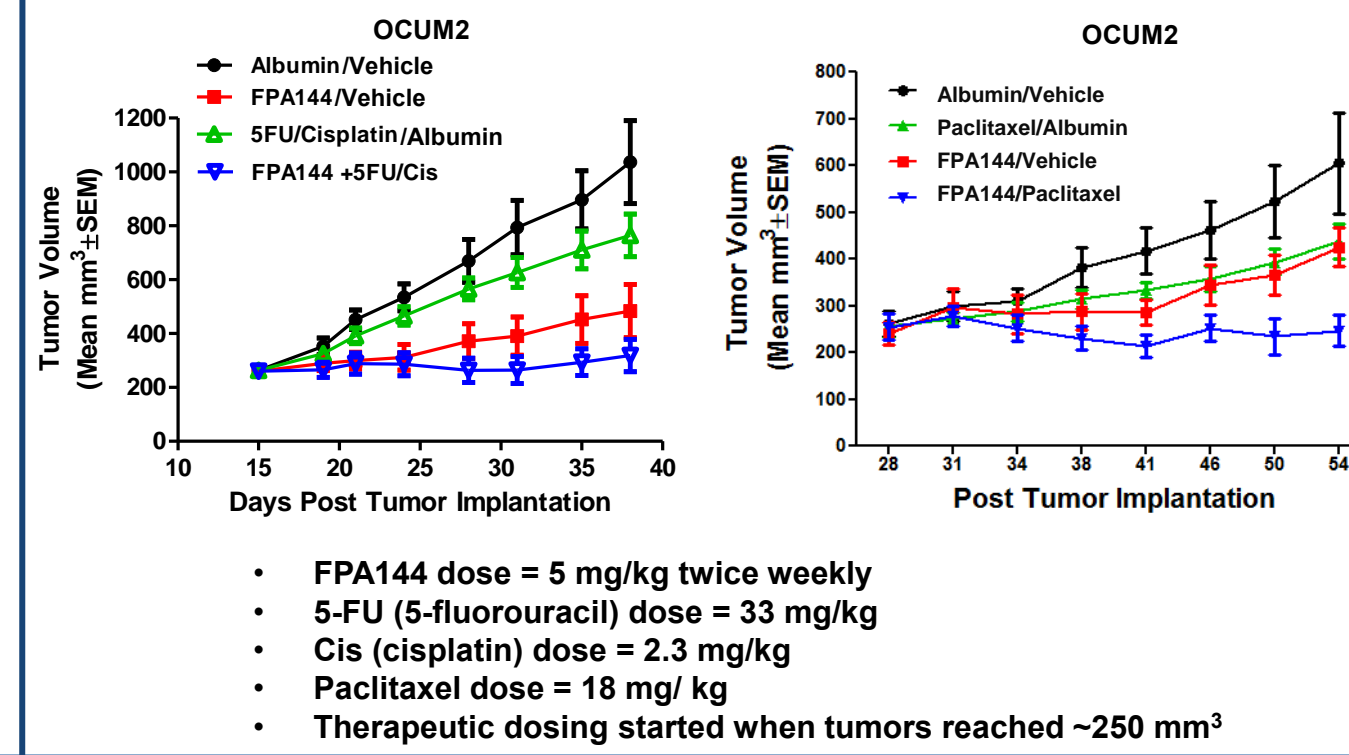 OCUM2
Albumin/Vehicle
FPA144/Vehicle
5FU/Cisplatin/Albumin
FPA144 +5FU/Cis
Tumor Volume
(Mean mm³±SEM)
1200
1000
800
600
400
200
0
10 15 20 25 30 35 40
Days Post Tumor Implantation
OCUM2
Albumin/Vehicle
Paclitaxel/Albumin
FPA144/Vehicle
FPA144/Paclitaxel
Tumor Volume
(Mean mm³±SEM)
800
700
600
500
400
300
200
100
0
28 31 34 38 41 46 50 54
Post Tumor Implantation
• FPA144 dose = 5 mg/kg twice weekly
• 5-FU (5-fluorouracil) dose = 33 mg/kg
• Cis (cisplatin) dose = 2.3 mg/kg
• Paclitaxel dose = 18 mg/ kg
• Therapeutic dosing started when tumors reached ~250 mm³